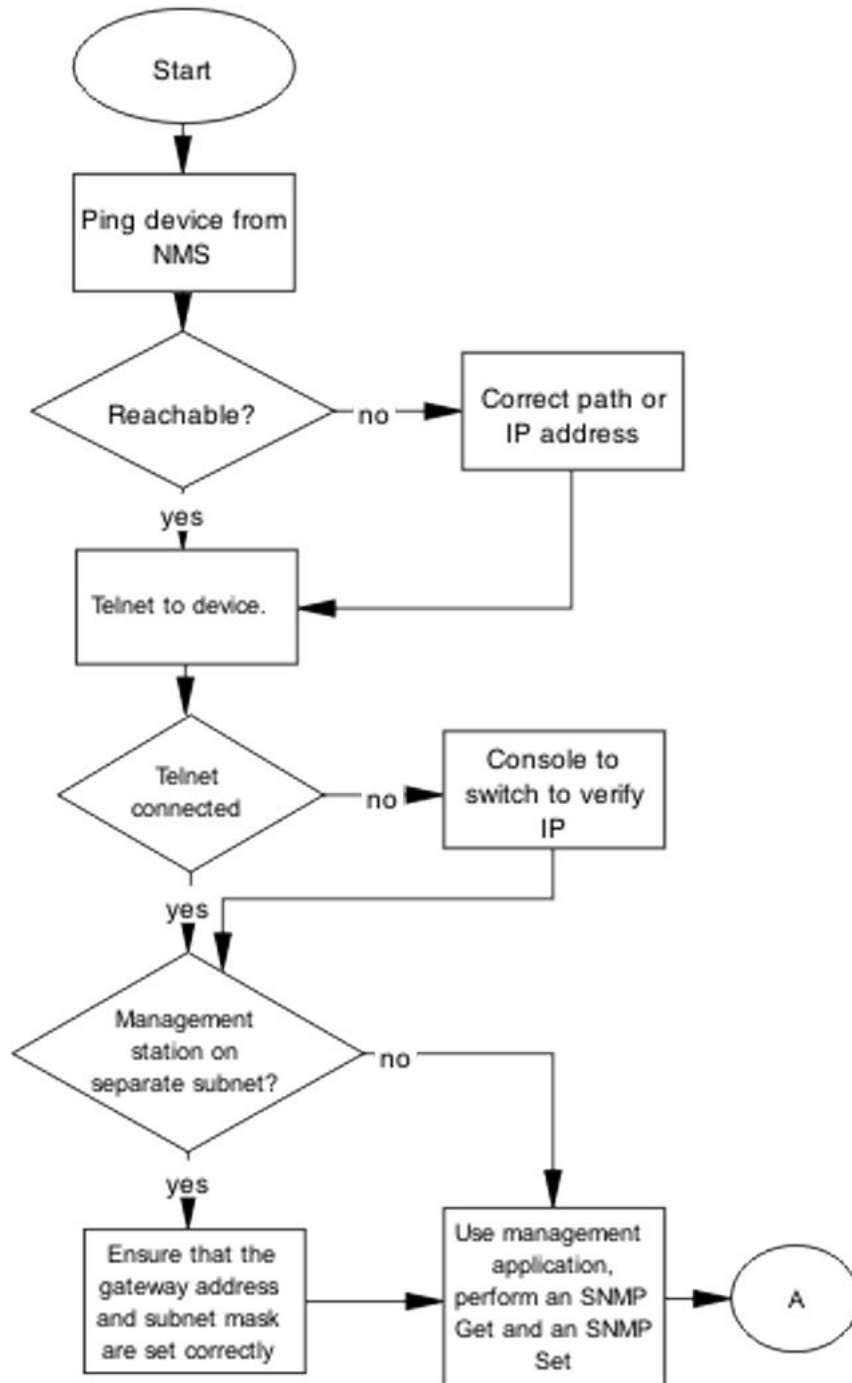 Start
Ping device from
NMS
Reachable?
no
Correct path or
IP address
yes
Telnet to device.
Telnet
connected
no
Console to
switch to verify
IP
yes
Management
station on
separate subnet?
no
yes
Ensure that the
gateway address
and subnet mask
are set correctly
Use management
application,
perform an SNMP
Get and an SNMP
Set
A